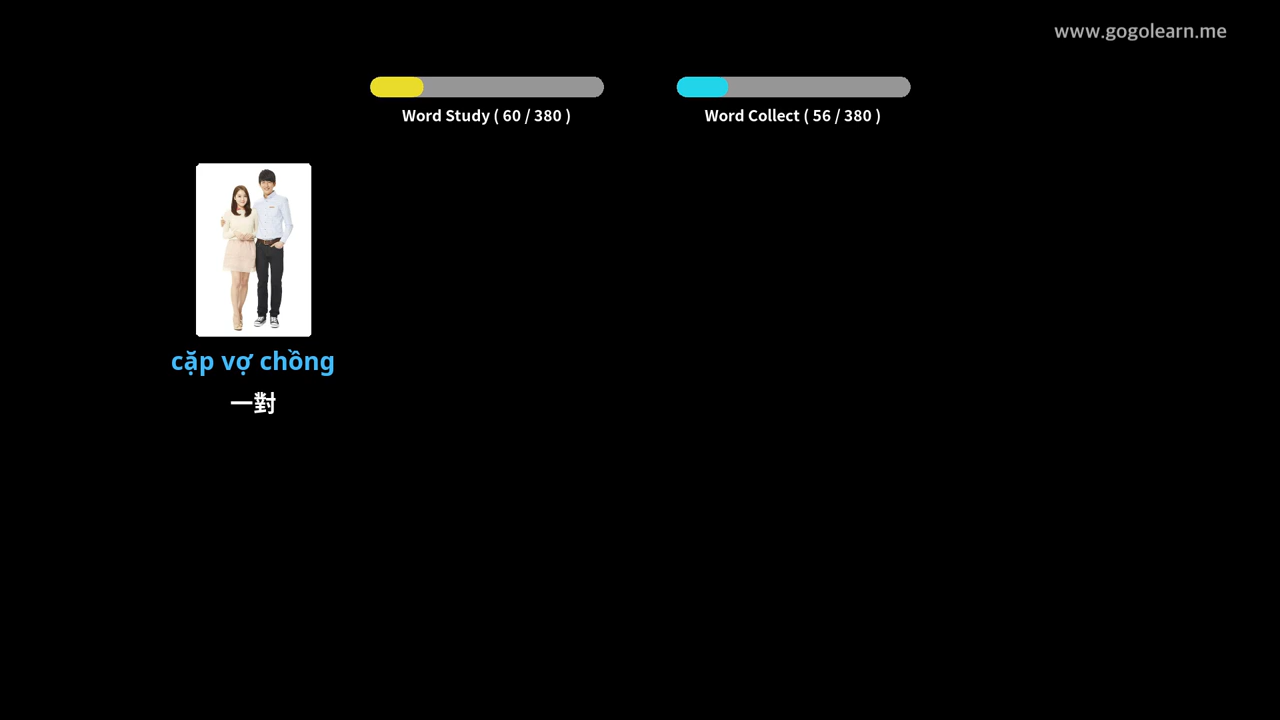 www.gogolearn.me
Word Study ( 60 / 380 )
Word Collect ( 56 / 380 )
cặp vợ chồng
一對